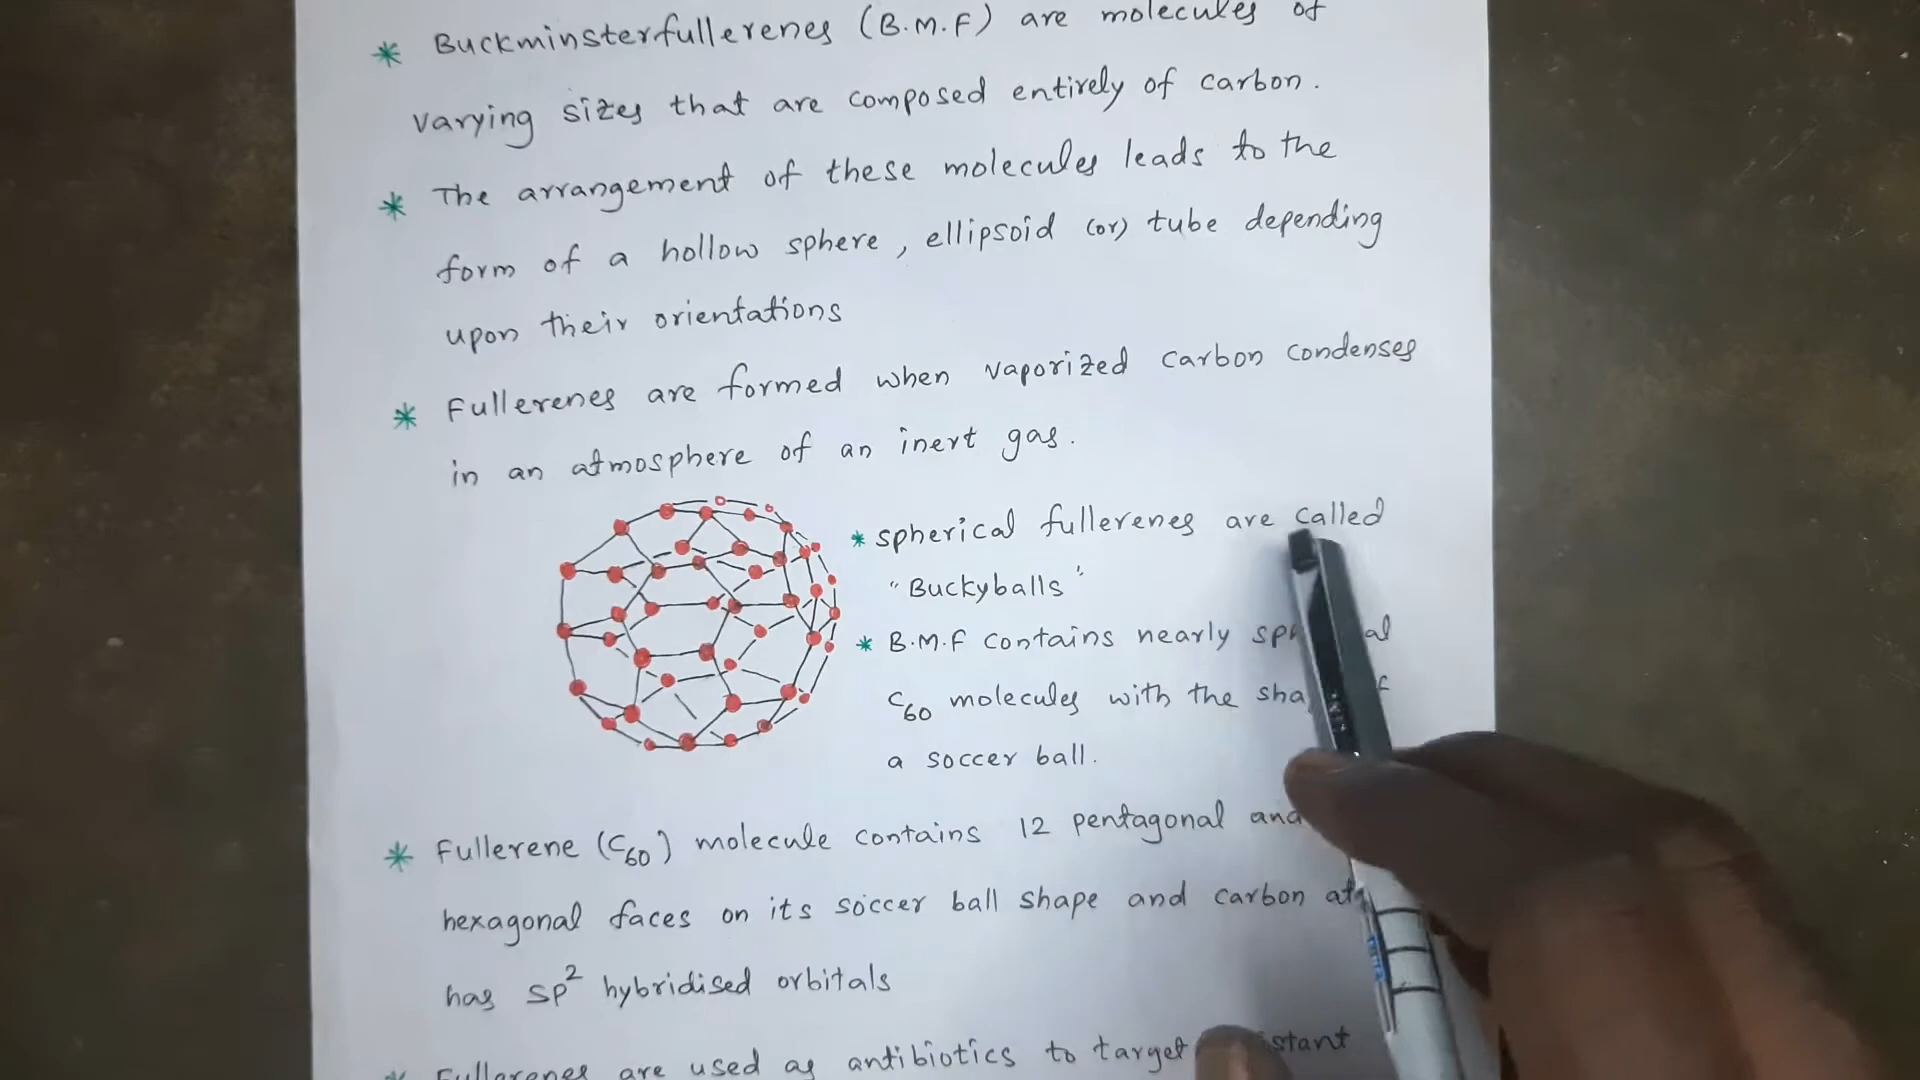 * Buckminsterfullerenes (B.M.F) are molecules of
varying sizes that are composed entirely of carbon.
* The arrangement of these molecules leads to the
form of a hollow sphere, ellipsoid (or) tube depending
upon their orientations
* Fullerenes are formed when vaporized carbon condenses
in an atmosphere of an inert gas.
* spherical fullerenes are called
"Buckyballs"
* B.M.F contains nearly
C60 molecules with the
a soccer ball.
* Fullerene (C60) molecule contains 12 pentagonal and
hexagonal faces on its soccer ball shape and carbon
has SP2 hybridised orbitals
* Fullerenes are used as antibiotics to target